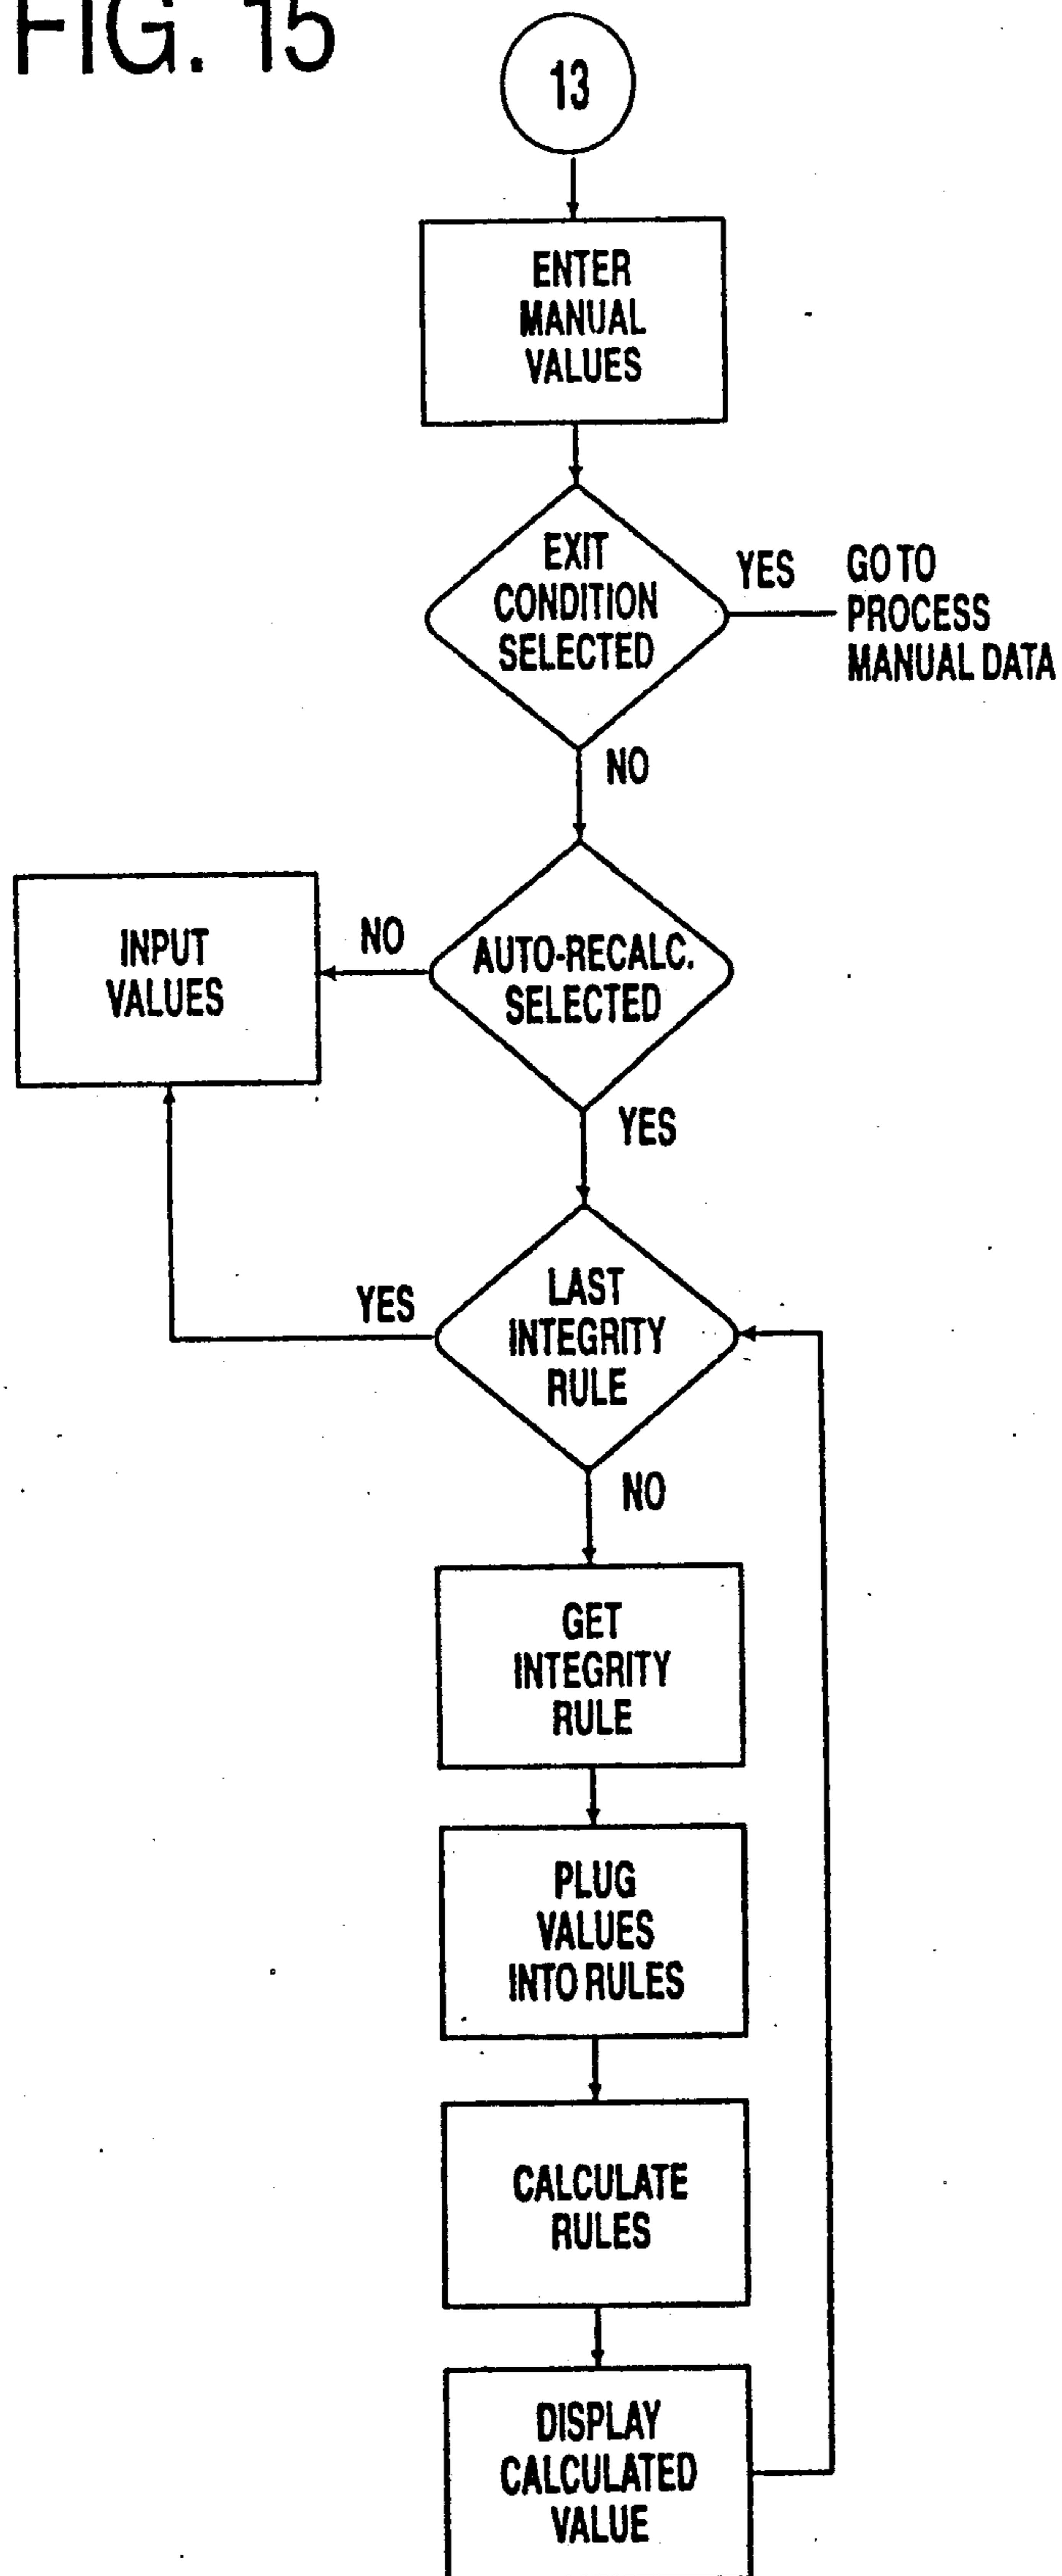 FIG. 15
13
ENTER
MANUAL
VALUES
EXIT
CONDITION
SELECTED
YES
GO TO
PROCESS
MANUAL DATA
NO
AUTO-RECALC.
SELECTED
NO
INPUT
VALUES
YES
LAST
INTEGRITY
RULE
YES
NO
GET
INTEGRITY
RULE
PLUG
VALUES
INTO RULES
CALCULATE
RULES
DISPLAY
CALCULATED
VALUE